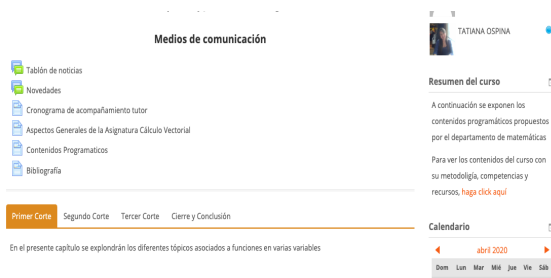 Medios de comunicación
Tablón de noticias
Novedades
Cronograma de acompañamiento tutor
Aspectos Generales de la Asignatura Cálculo Vectorial
Contenidos Programaticos
Bibliografía
Primer Corte Segundo Corte Tercer Corte Cierre y Conclusión
En el presente capítulo se explondrán los diferentes tópicos asociados a funciones en varias variables
TATIANA OSPINA
Resumen del curso
A continuación se exponen los
contenidos programáticos propuestos
por el departamento de matemáticas
Para ver los contenidos del curso con
su metodoligía, competencias y
recursos, haga click aquí
Calendario
abril 2020
Dom Lun Mar Mié Jue Vie Sáb